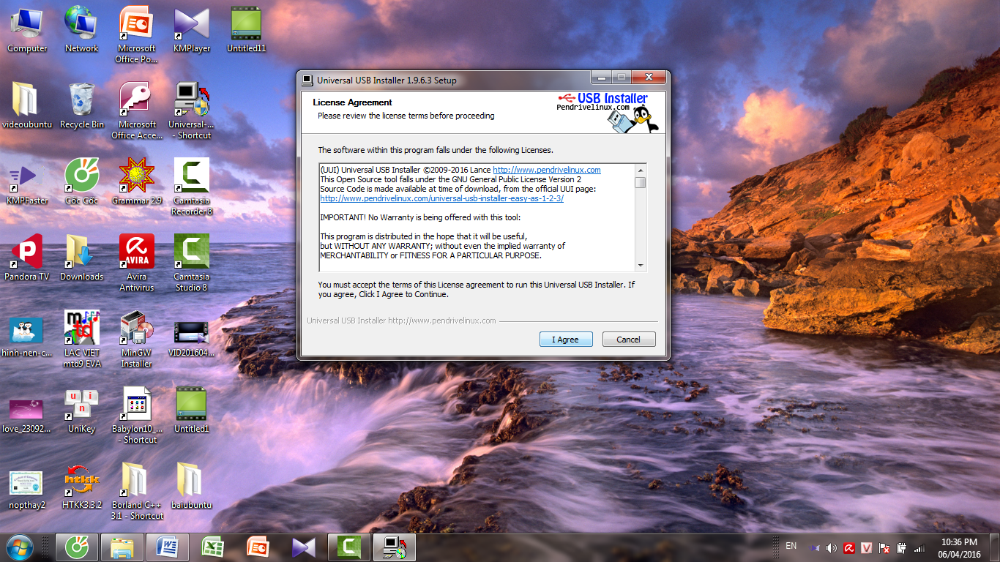 Computer
Network
Microsoft
Office Po...
KMPlayer
Untitled11
videoubuntu
Recycle Bin
Microsoft
Office Acce...
Universal-...
- Shortcut
KMPFaster
Cốc Cốc
Grammar 2.9
Camtasia
Recorder 8
Pandora TV
Downloads
AVIRA
Avira
Antivirus
Camtasia
Studio 8
hinh-nen-c...
mtd
LAC VIET
mtd9 EVA
MinGW
Installer
VID201604...
love_23092...
u i n
UniKey
Babylon10_...
- Shortcut
Untitled1
nopthay2
htkk
HTKK3.3.2
Borland C++
3.1 - Shortcut
baiubuntu
Universal USB Installer 1.9.6.3 Setup
License Agreement
Please review the license terms before proceeding
USB Installer
Pendrivelinux.com
The software within this program falls under the following Licenses.
(UUI) Universal USB Installer ©2009-2016 Lance http://www.pendrivelinux.com
This Open Source tool falls under the GNU General Public License Version 2
Source Code is made available at time of download, from the official UUI page:
http://www.pendrivelinux.com/universal-usb-installer-easy-as-1-2-3/
IMPORTANT! No Warranty is being offered with this tool:
This program is distributed in the hope that it will be useful,
but WITHOUT ANY WARRANTY; without even the implied warranty of
MERCHANTABILITY or FITNESS FOR A PARTICULAR PURPOSE.
You must accept the terms of this License agreement to run this Universal USB Installer. If
you agree, Click I Agree to Continue.
Universal USB Installer http://www.pendrivelinux.com
I Agree
Cancel
EN
10:36 PM
06/04/2016